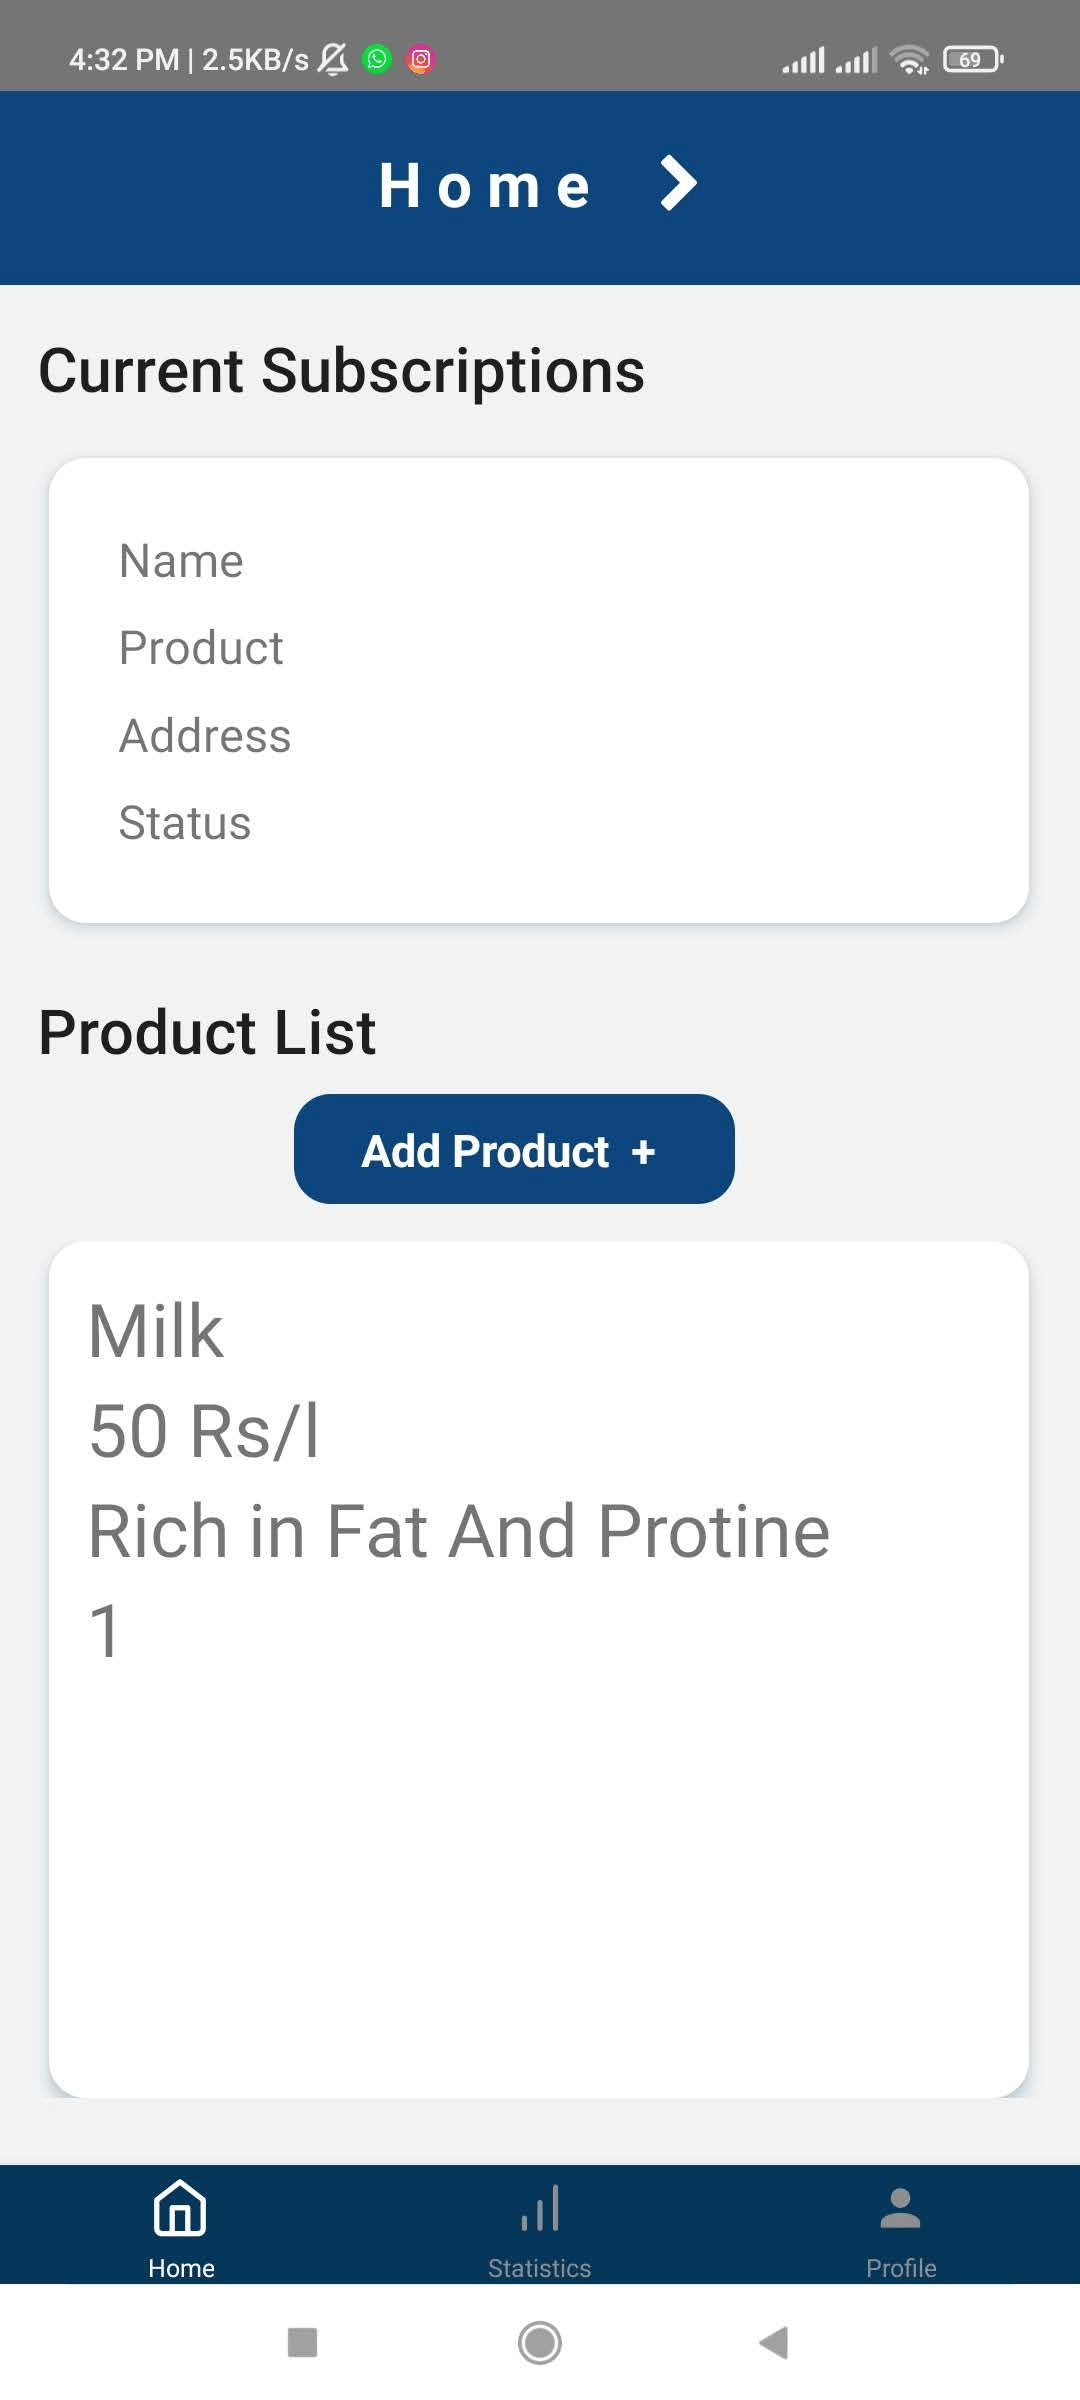 4:32 PM | 2.5KB/s 69
Home
Current Subscriptions
Name
Product
Address
Status
Product List
Add Product +
Milk
50 Rs/l
Rich in Fat And Protine
1
Home Statistics Profile